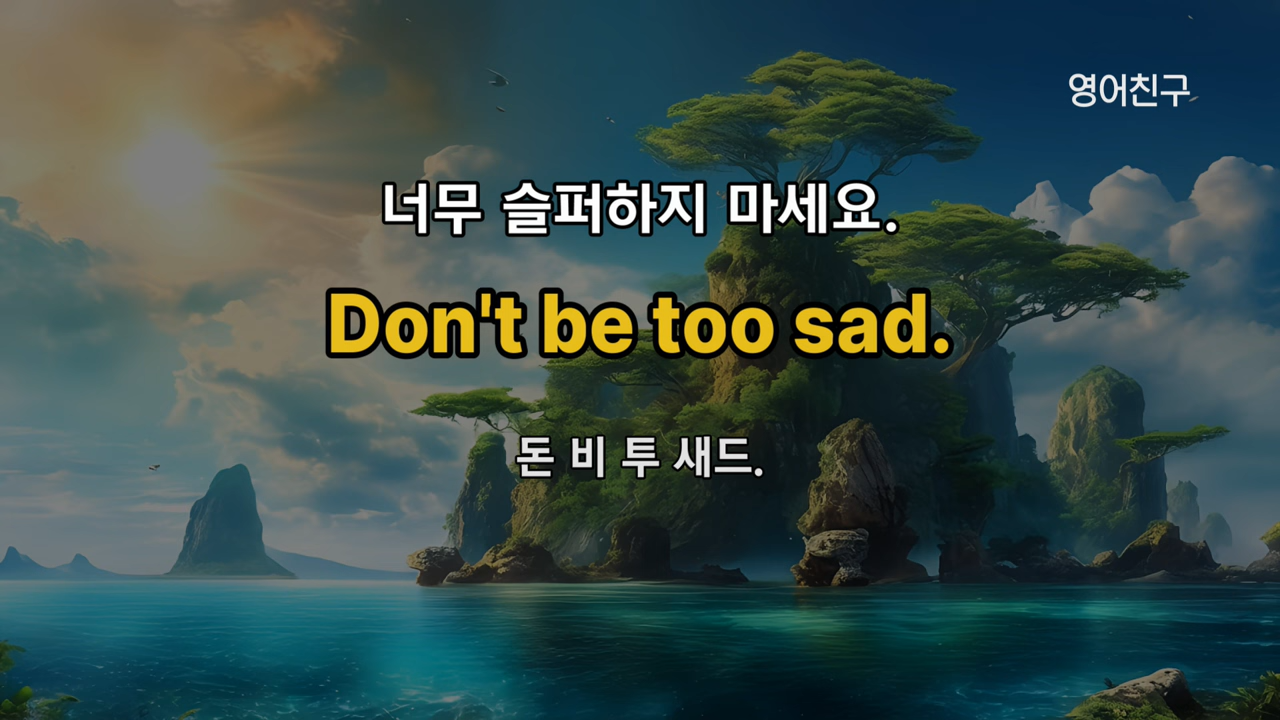 영어친구
너무 슬퍼하지 마세요.
Don't be too sad.
돈 비 투 새드.